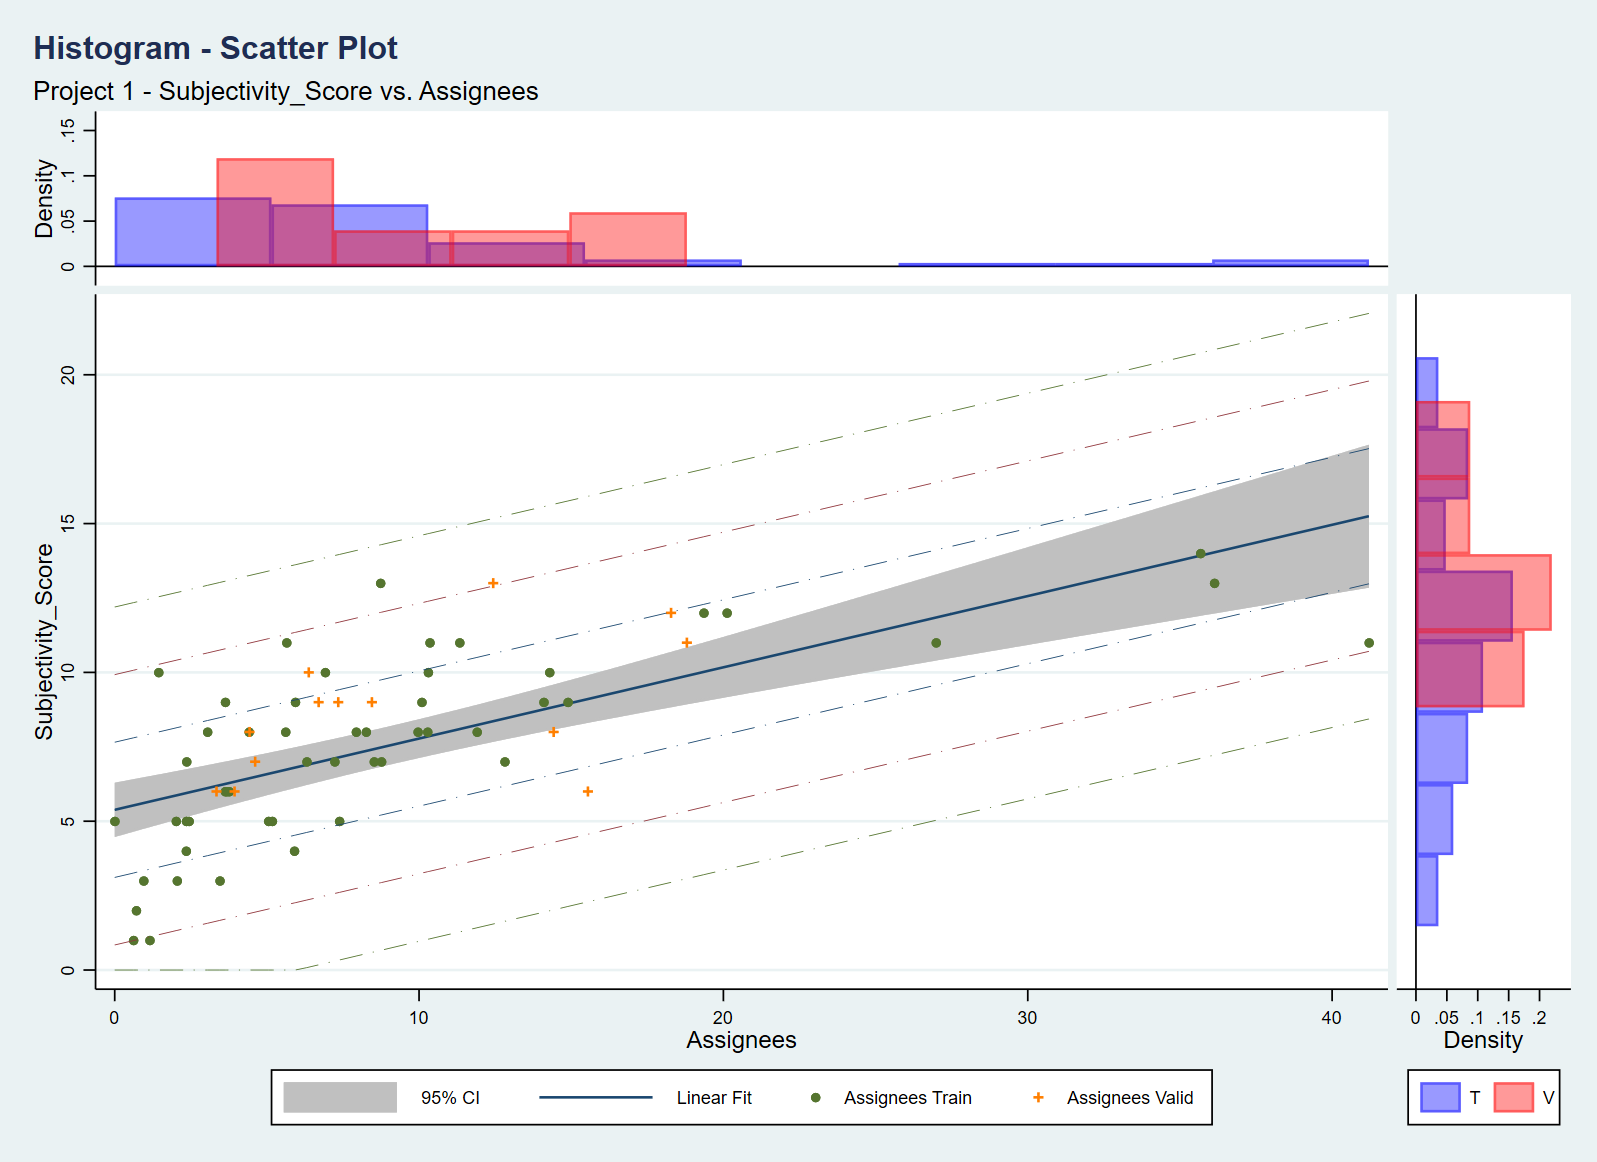 Histogram - Scatter Plot
Project 1 - Subjectivity_Score vs. Assignees
Density
0 .05 .1 .15
Subjectivity_Score
0 5 10 15 20
0 10 20 30 40
Assignees
0 .05 .1 .15 .2
Density
95% CI Linear Fit Assignees Train Assignees Valid
T V